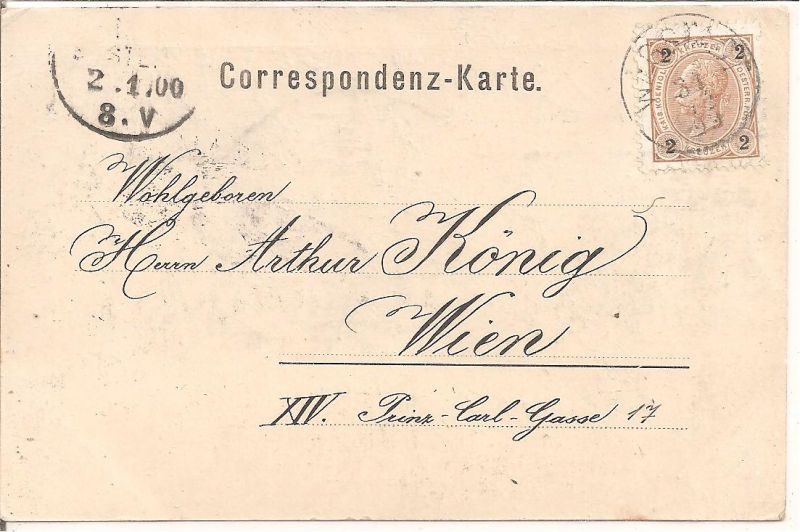 2.1.00
8.V
Correspondenz-Karte.
2 2
2 2
Wohlgeboren
Herrn Arthur König
Wien
XIV. Prinz-Carl-Gasse 17